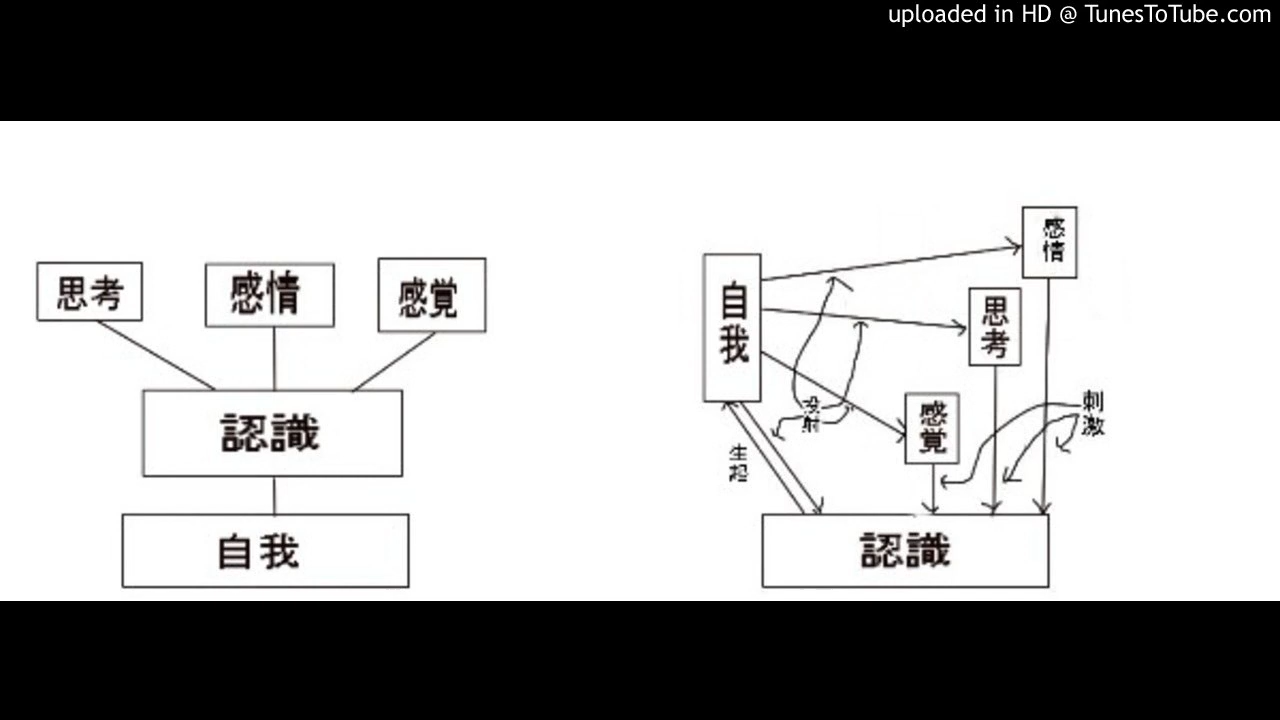 uploaded in HD @ TunesToTube.com
思考
感情
感覚
認識
自我
自我
感情
思考
感覚
投射
刺激
生起
認識